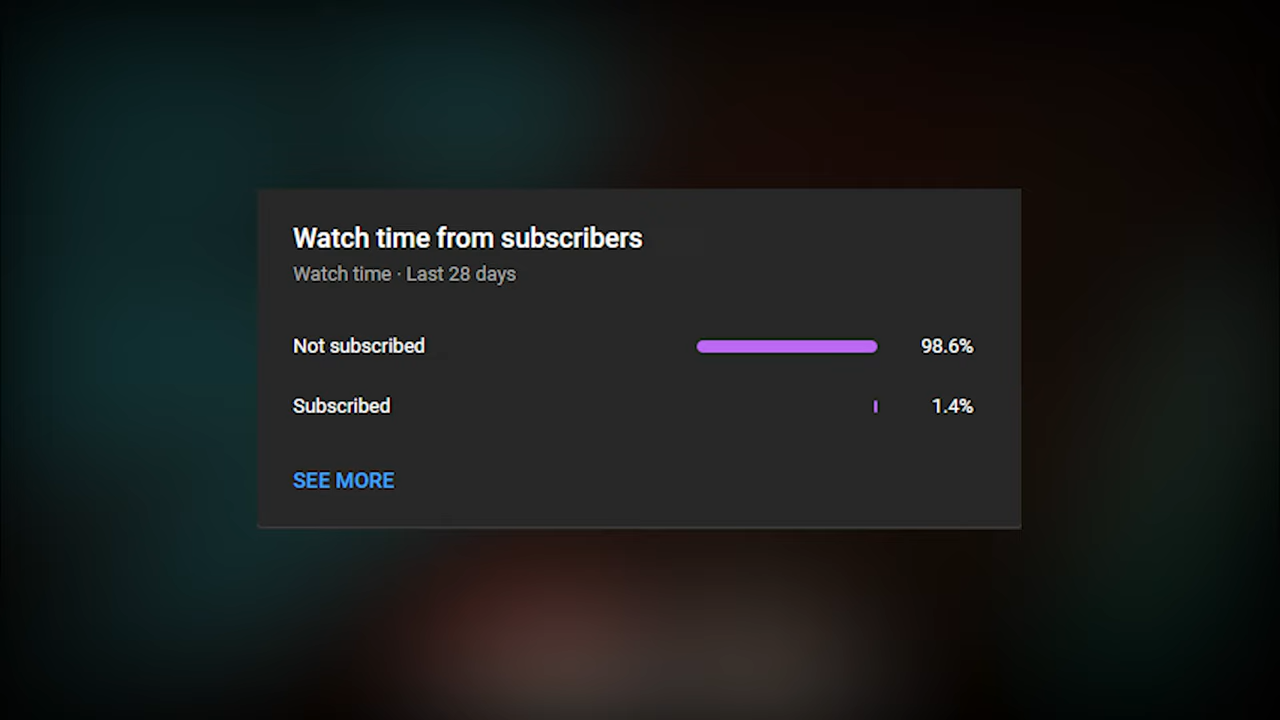 Watch time from subscribers
Watch time · Last 28 days
Not subscribed 98.6%
Subscribed 1.4%
SEE MORE